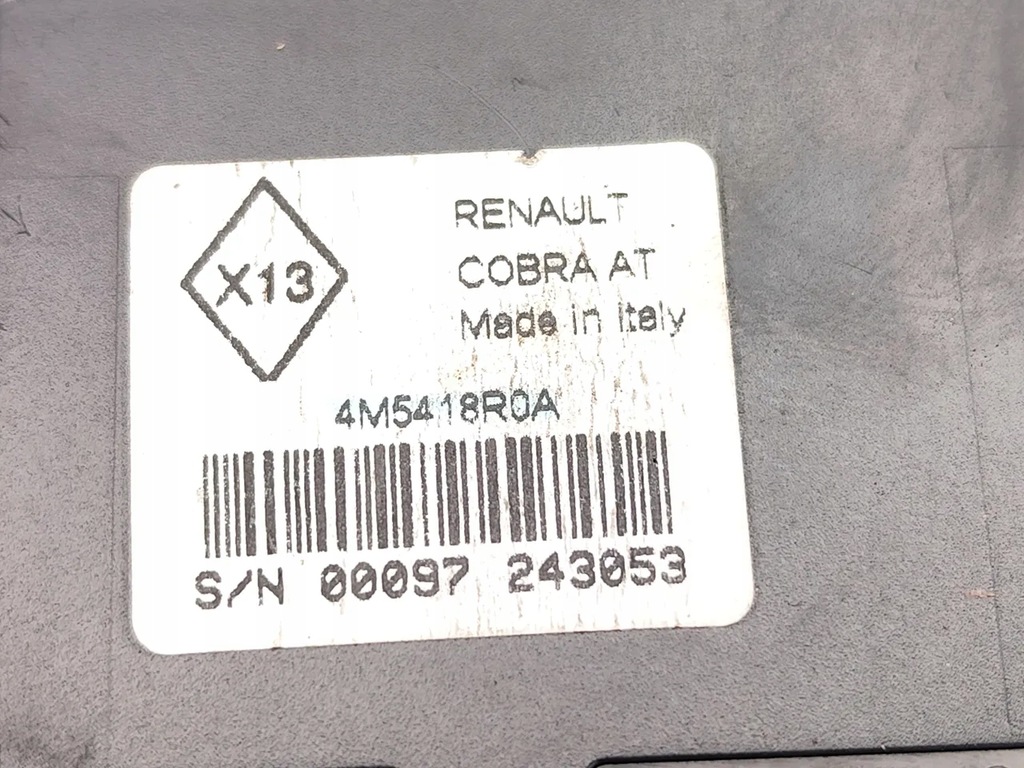 X13
RENAULT
COBRA AT
Made in Italy
4M5418R0A
S/N 00097 243053